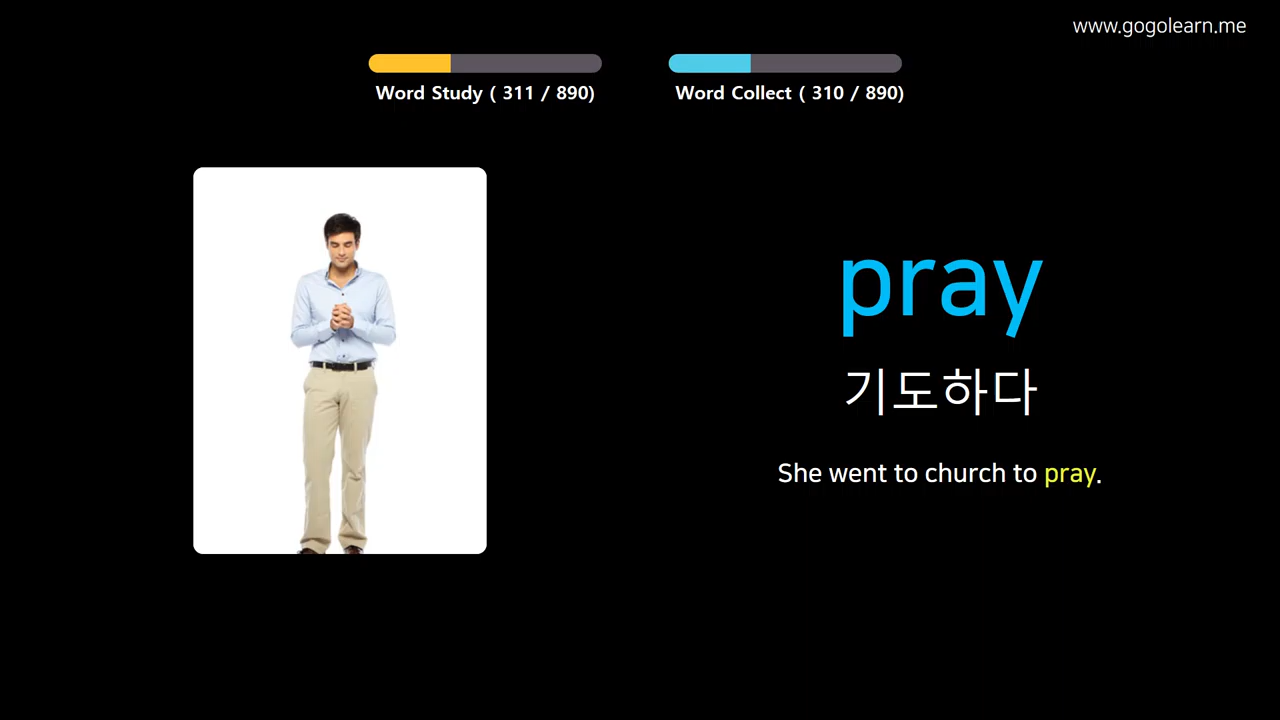 www.gogolearn.me
Word Study ( 311 / 890)
Word Collect ( 310 / 890)
pray
기도하다
She went to church to pray.